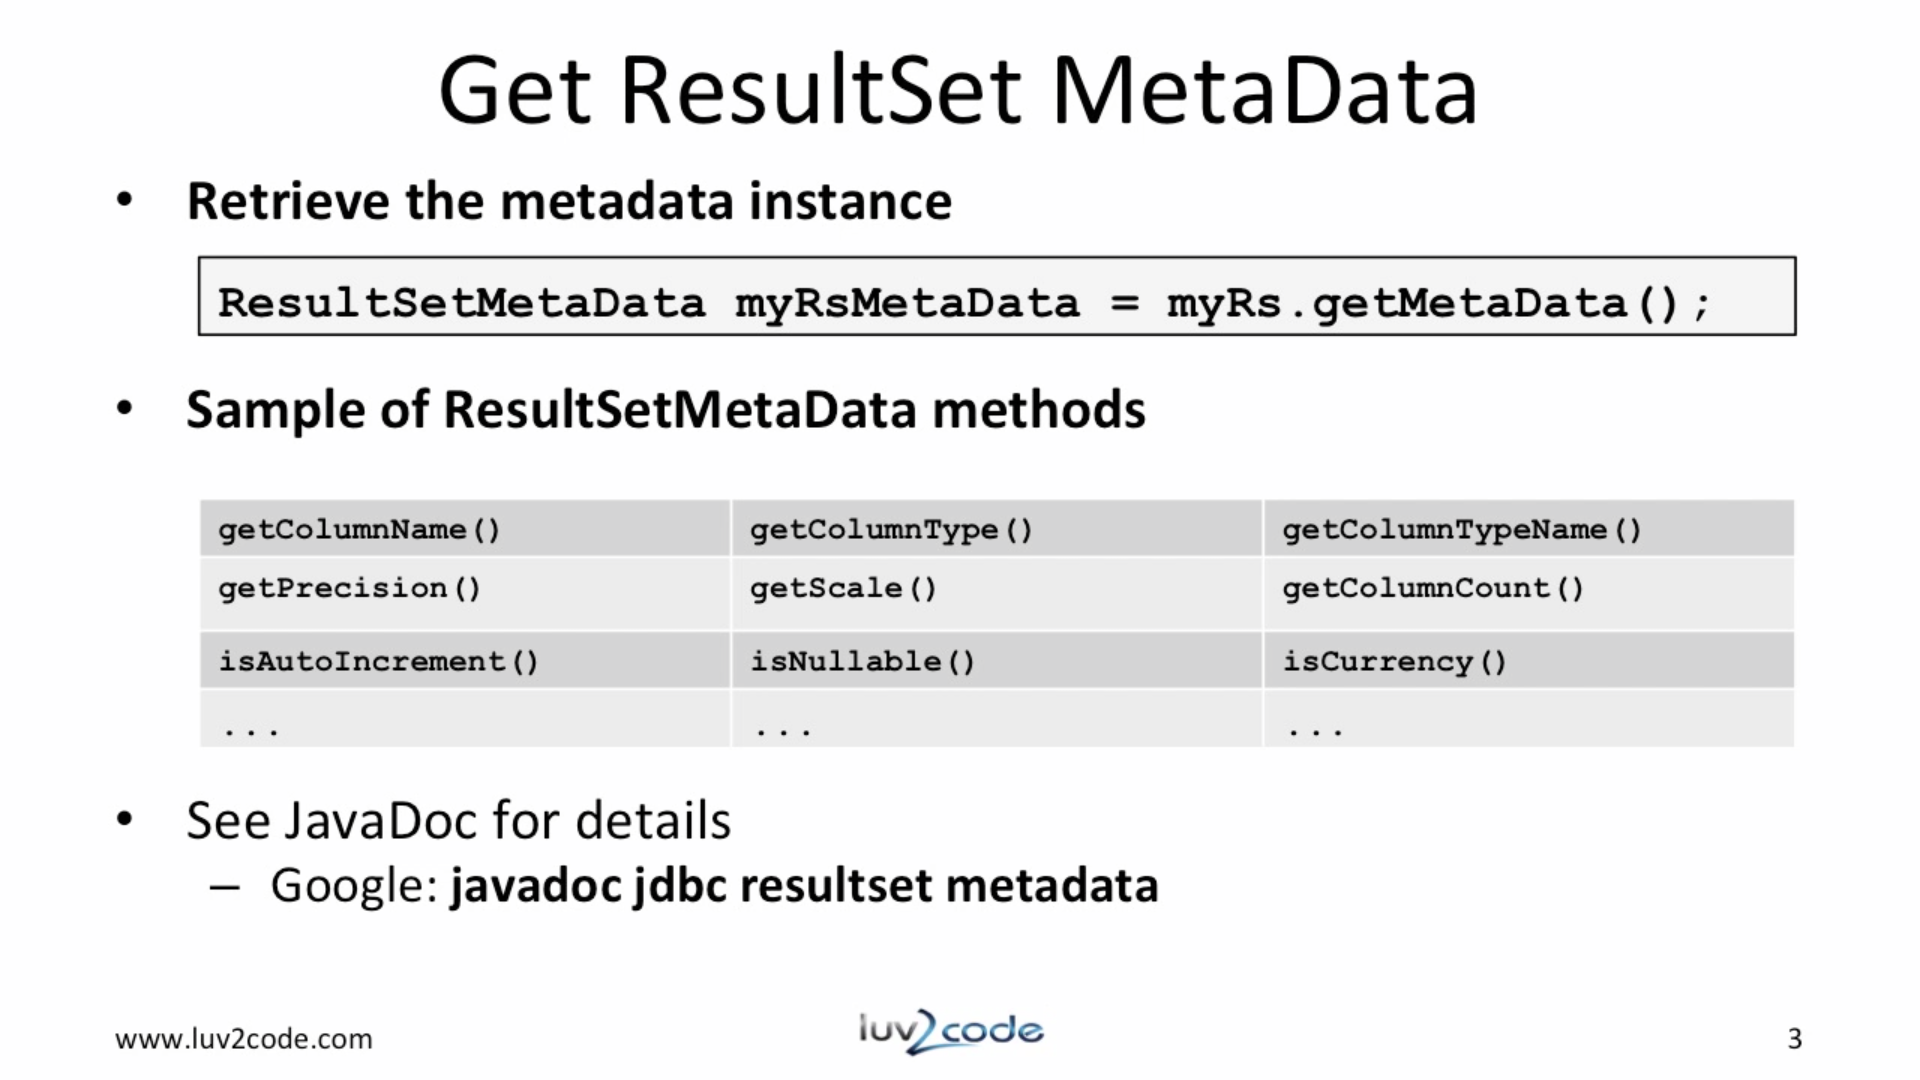 Get ResultSet MetaData
• Retrieve the metadata instance
ResultSetMetaData myRsMetaData = myRs.getMetaData();
• Sample of ResultSetMetaData methods
getColumnName() getColumnType() getColumnTypeName()
getPrecision() getScale() getColumnCount()
isAutoIncrement() isNullable() isCurrency()
... ... ...
• See JavaDoc for details
– Google: javadoc jdbc resultset metadata
www.luv2code.com luv2code 3